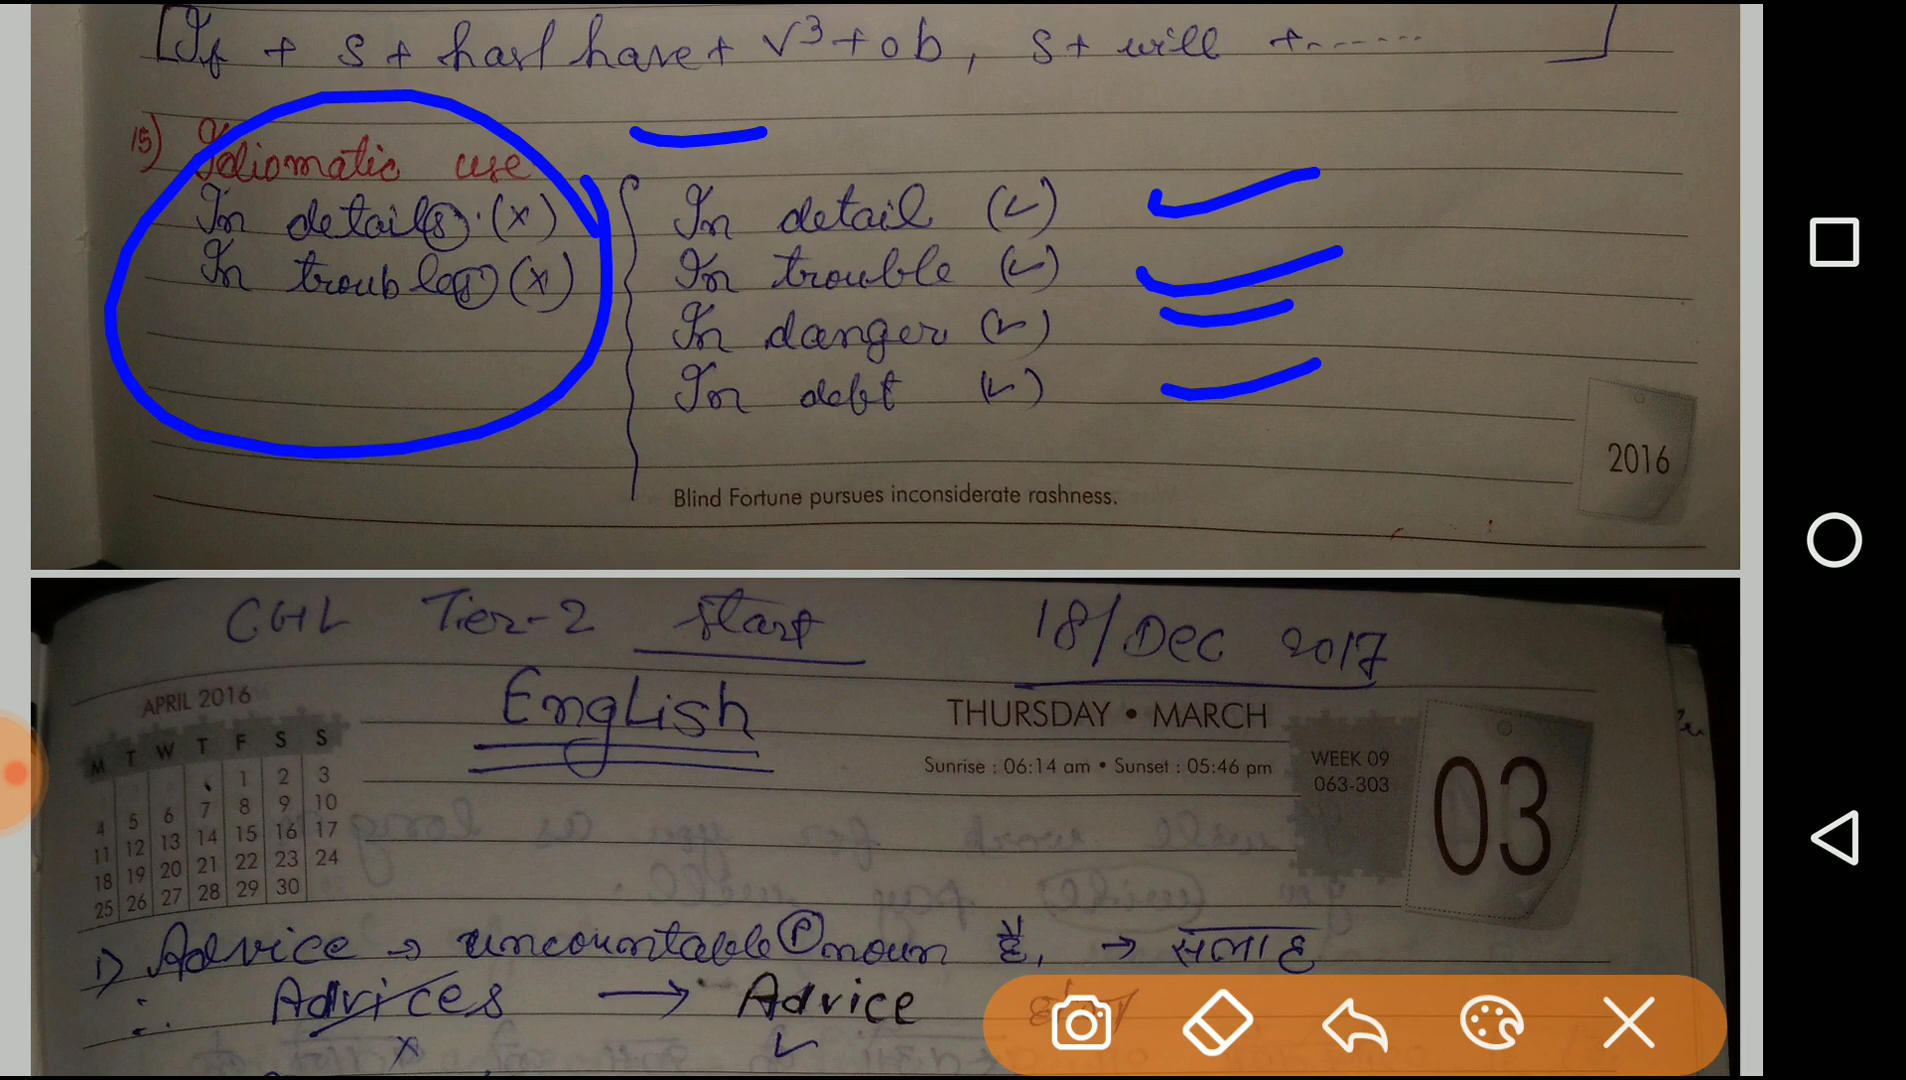 [If + S + has/have + V3 + ob, S + will + ------]
15) Idiomatic use
In details. (x) In detail (✓)
In troubles (x) In trouble (✓)
In danger (✓)
In debt (✓)
2016
Blind Fortune pursues inconsiderate rashness.
CGL Tier-2 start 18/Dec 2017
APRIL 2016
English
THURSDAY • MARCH
Sunrise : 06:14 am • Sunset : 05:46 pm
WEEK 09
063-303
03
M T W T F S S
1 2 3
4 5 6 7 8 9 10
11 12 13 14 15 16 17
18 19 20 21 22 23 24
25 26 27 28 29 30
1) Advice → uncountable (P) noun है, → सलाह
∴ Advices → Advice
x ✓